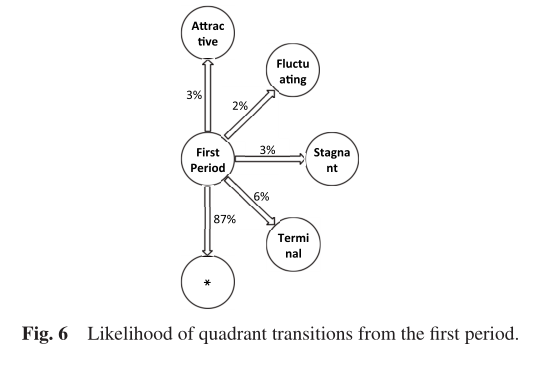 Attrac
tive
Fluctu
ating
3%
2%
First
Period
3%
Stagna
nt
6%
87%
Termi
nal
*
Fig. 6 Likelihood of quadrant transitions from the first period.